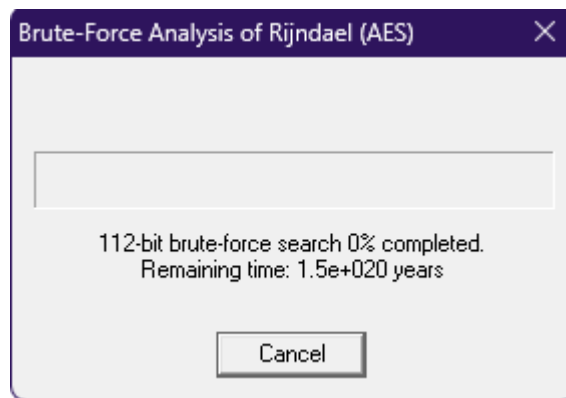 Brute-Force Analysis of Rijndael (AES)
112-bit brute-force search 0% completed.
Remaining time: 1.5e+020 years
Cancel